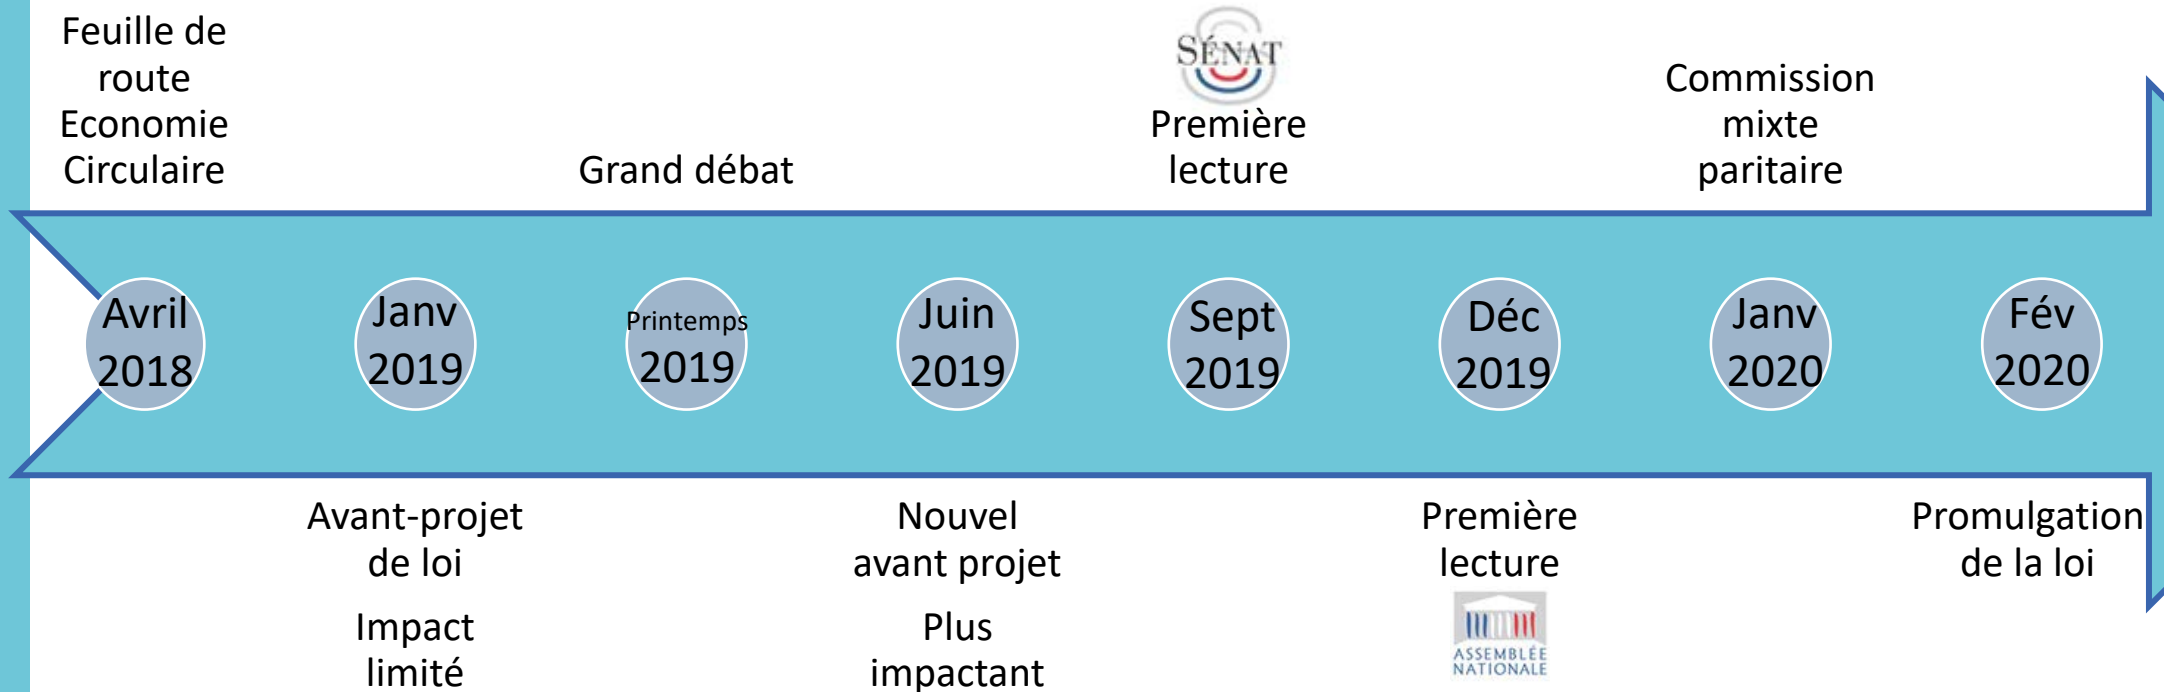 Feuille de
route
Economie
Circulaire
Grand débat
SÉNAT
Première
lecture
Commission
mixte
paritaire
Avril
2018
Janv
2019
Printemps
2019
Juin
2019
Sept
2019
Déc
2019
Janv
2020
Fév
2020
Avant-projet
de loi
Impact
limité
Nouvel
avant projet
Plus
impactant
Première
lecture
ASSEMBLÉE
NATIONALE
Promulgation
de la loi